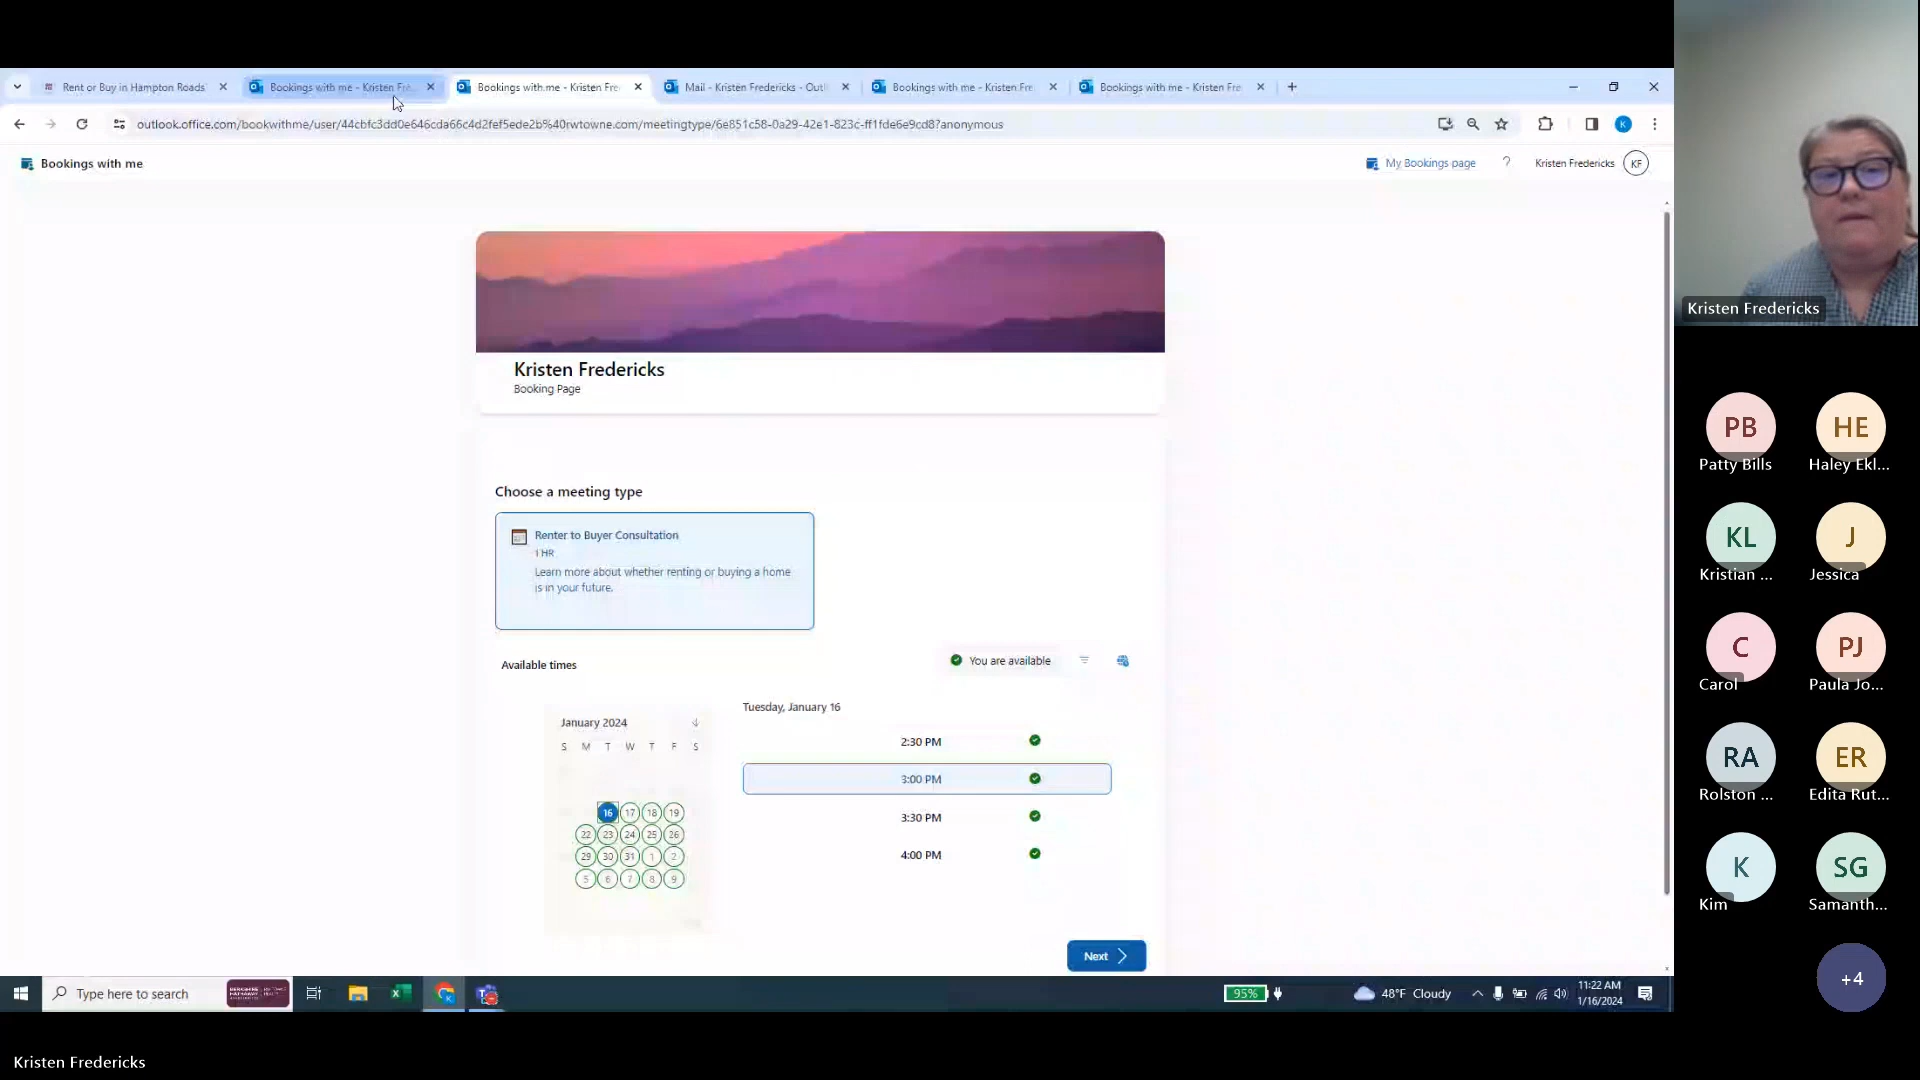 Rent or Buy in Hampton Roads
Bookings with me - Kristen Fre
Bookings with me - Kristen Fre
Mail - Kristen Fredericks - Outl
Bookings with me - Kristen Fre
Bookings with me - Kristen Fre
outlook.office.com/bookwithme/user/44cbfc3dd0e646cda66c4d2fef5ede2b%40rwtowne.com/meetingtype/6e851c58-0a29-42e1-823c-ff1fde6e9cd8?anonymous
K
Bookings with me
My Bookings page
?
Kristen Fredericks
KF
Kristen Fredericks
Booking Page
Choose a meeting type
Renter to Buyer Consultation
1 HR
Learn more about whether renting or buying a home
is in your future.
Available times
You are available
January 2024
S M T W T F S
16 17 18 19
22 23 24 25 26
29 30 31 1 2
5 6 7 8 9
Tuesday, January 16
2:30 PM
3:00 PM
3:30 PM
4:00 PM
Next
Type here to search
95%
48°F Cloudy
11:22 AM
1/16/2024
Kristen Fredericks
PB
Patty Bills
HE
Haley Ekl...
KL
Kristian ...
J
Jessica
C
Carol
PJ
Paula Jo...
RA
Rolston ...
ER
Edita Rut...
K
Kim
SG
Samanth...
+4
Kristen Fredericks